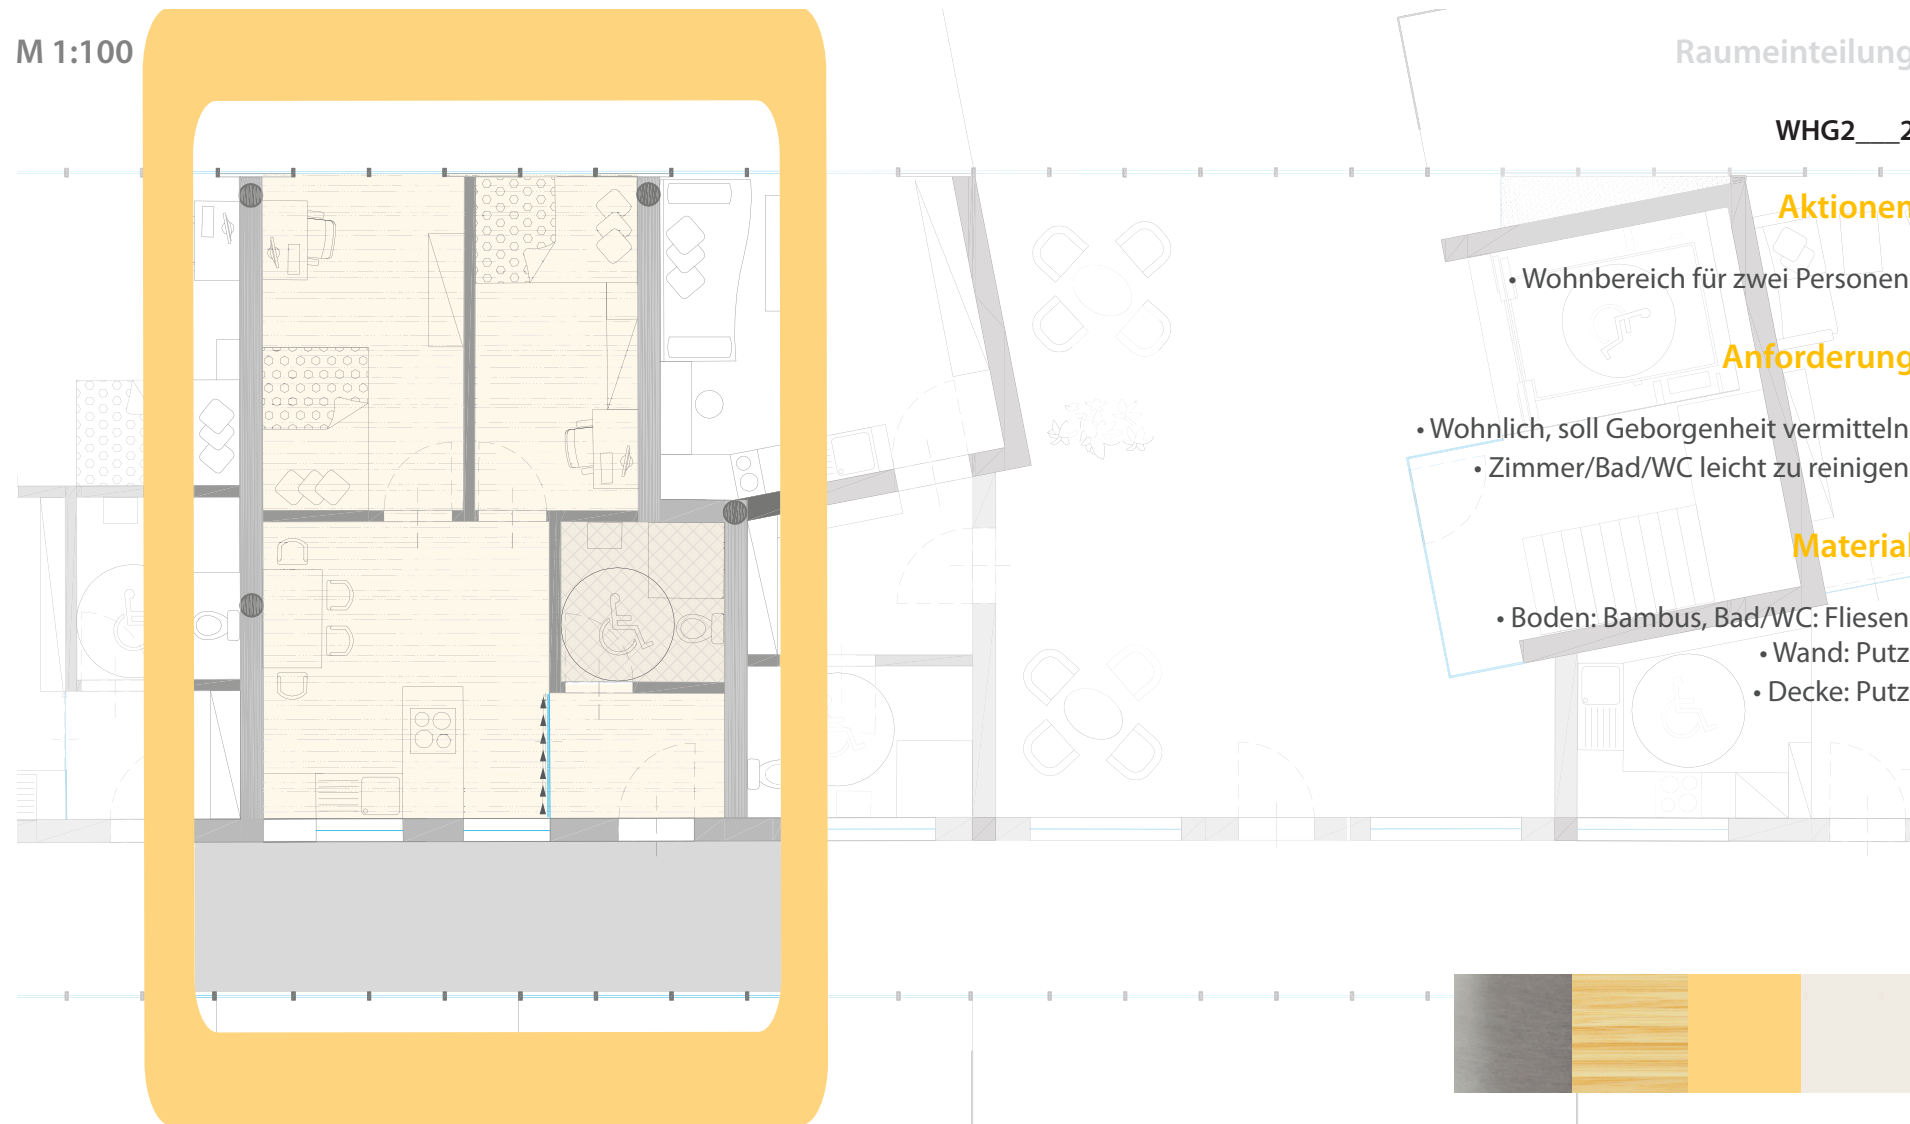 M 1:100
Raumeinteilung
WHG2___2
Aktionen
• Wohnbereich für zwei Personen
Anforderung
• Wohnlich, soll Geborgenheit vermitteln
• Zimmer/Bad/WC leicht zu reinigen
Material
• Boden: Bambus, Bad/WC: Fliesen
• Wand: Putz
• Decke: Putz